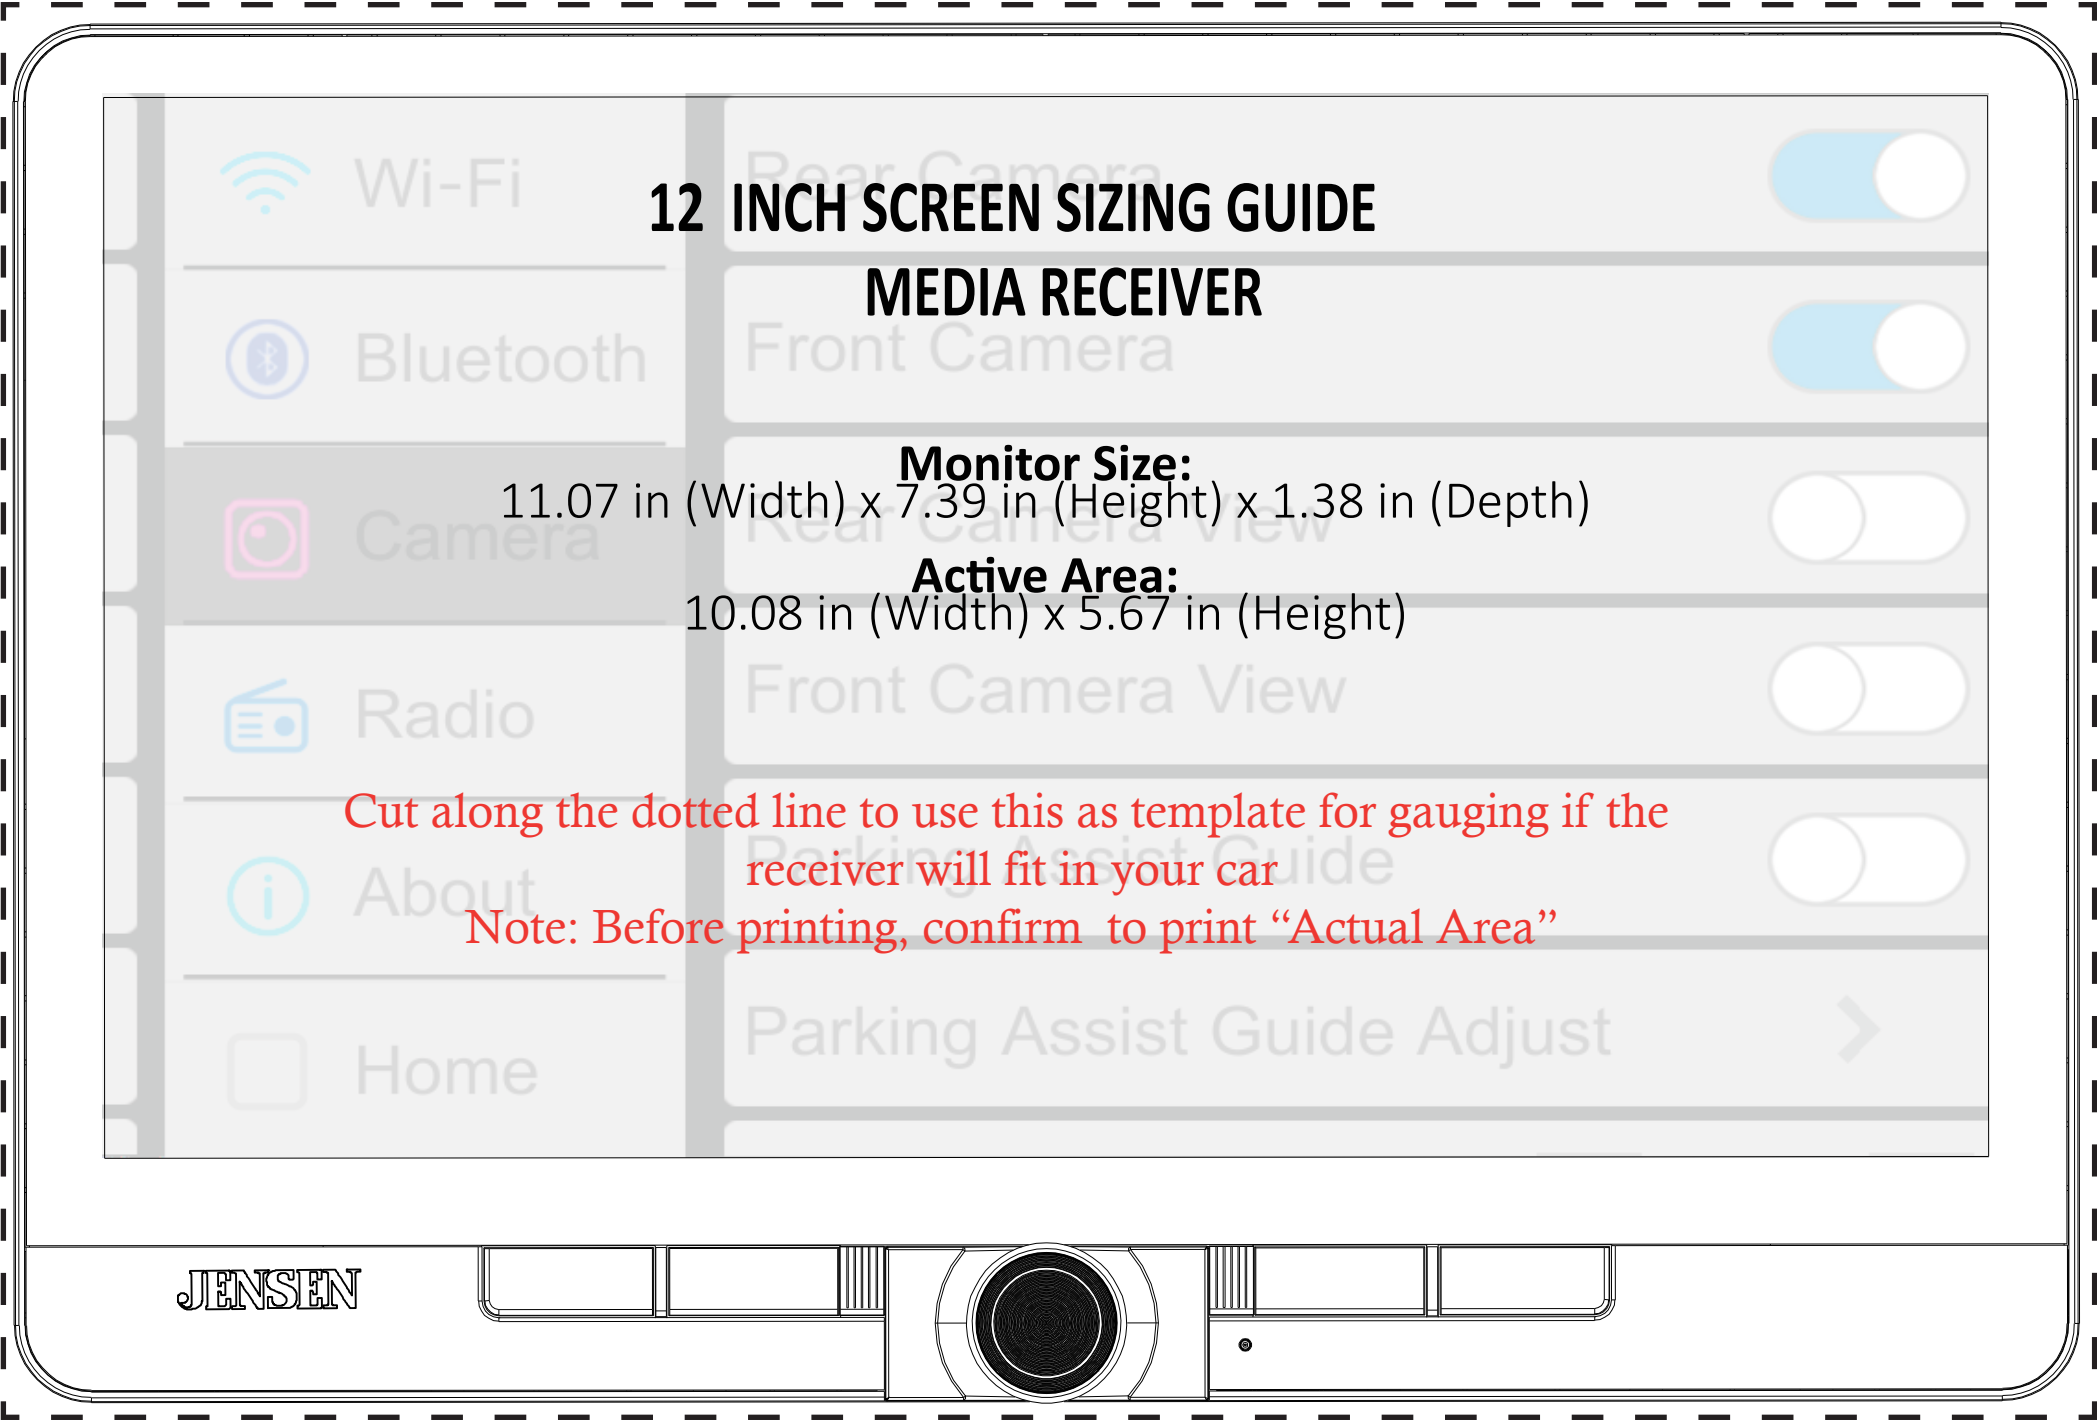 Wi-Fi
Rear Camera
12 INCH SCREEN SIZING GUIDE
MEDIA RECEIVER
Bluetooth
Front Camera
Monitor Size:
11.07 in (Width) x 7.39 in (Height) x 1.38 in (Depth)
Camera
Rear Camera View
Active Area:
10.08 in (Width) x 5.67 in (Height)
Radio
Front Camera View
Cut along the dotted line to use this as template for gauging if the
receiver will fit in your car
About
Parking Assist Guide
Note: Before printing, confirm to print “Actual Area”
Home
Parking Assist Guide Adjust
JENSEN